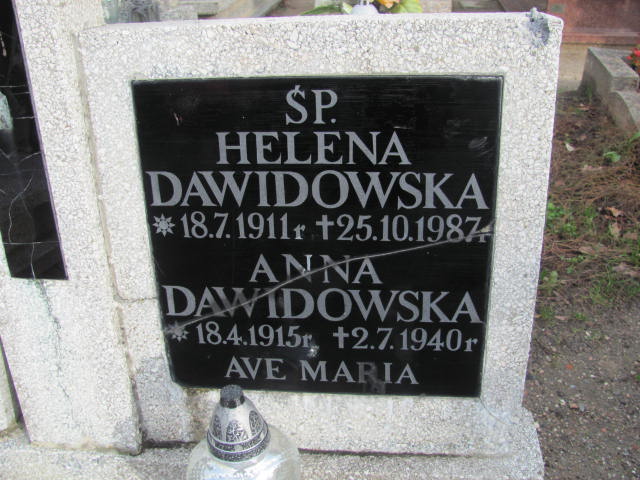 ŚP.
HELENA
DAWIDOWSKA
* 18.7.1911r ✝25.10.1987r
ANNA
DAWIDOWSKA
* 18.4.1915r ✝2.7.1940r
AVE MARIA